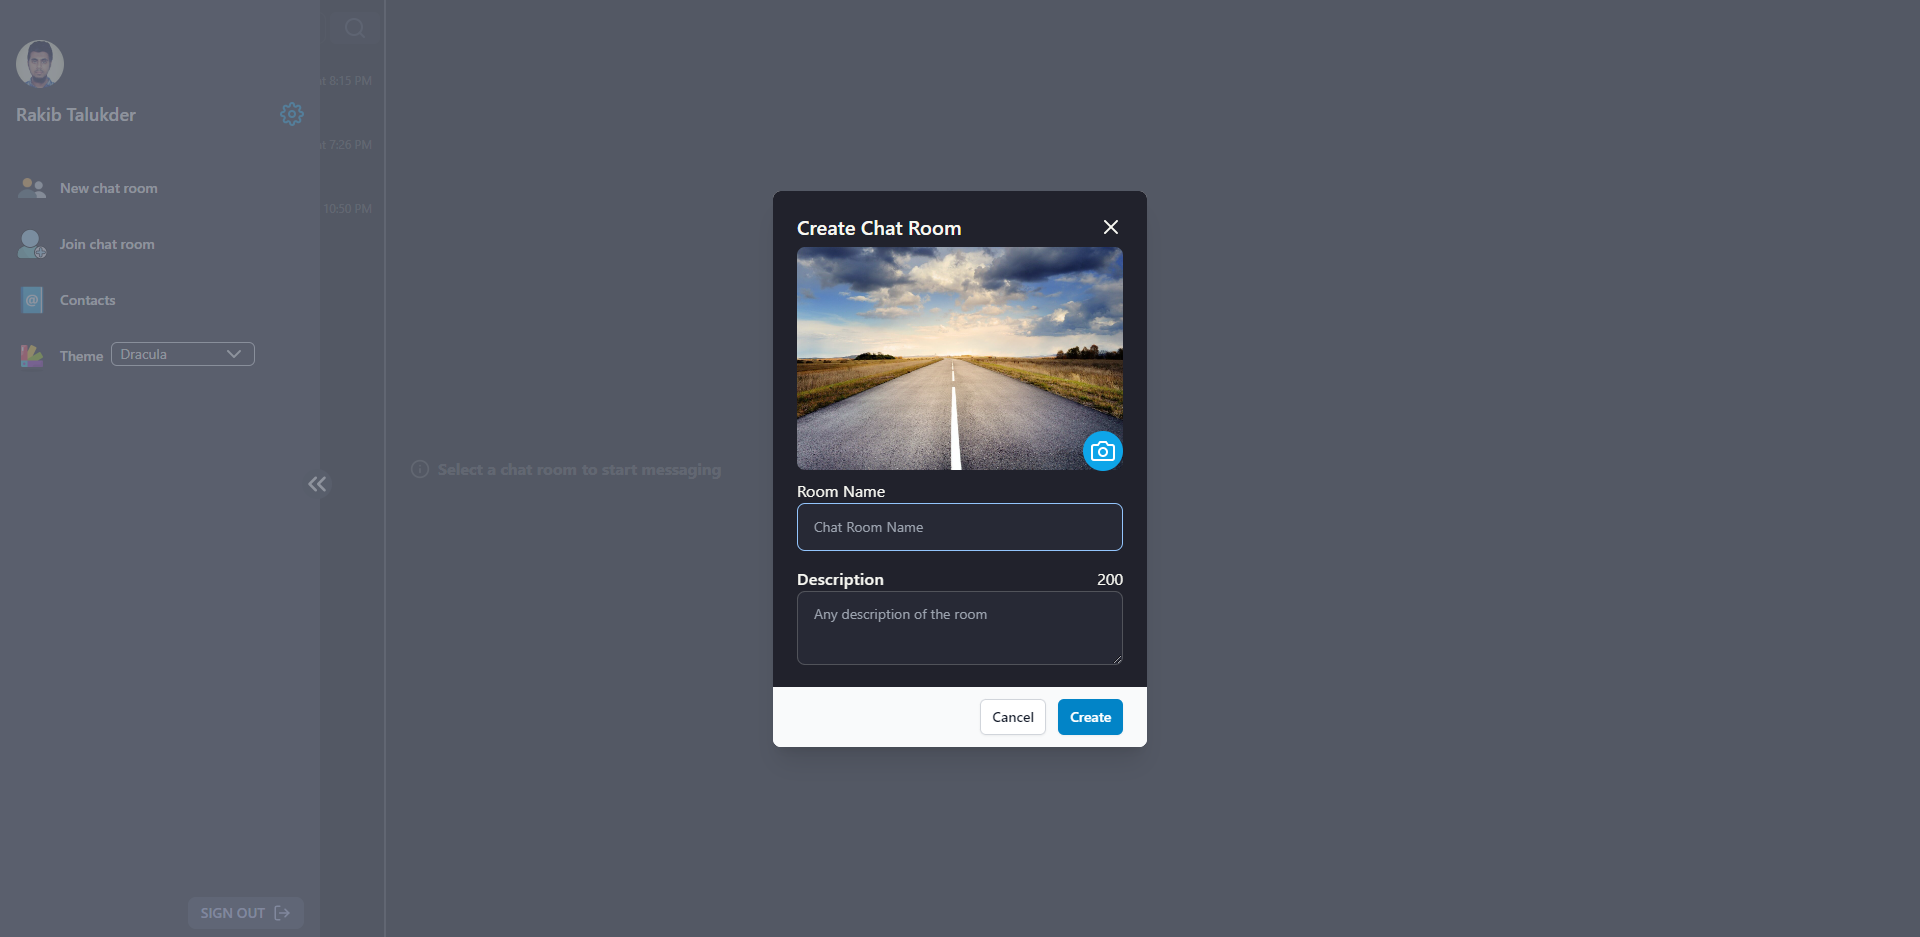 Rakib Talukder
New chat room
Join chat room
@
Contacts
Theme
Dracula
SIGN OUT
at 8:15 PM
at 7:26 PM
10:50 PM
Select a chat room to start messaging
Create Chat Room
Room Name
Chat Room Name
Description 200
Any description of the room
Cancel
Create